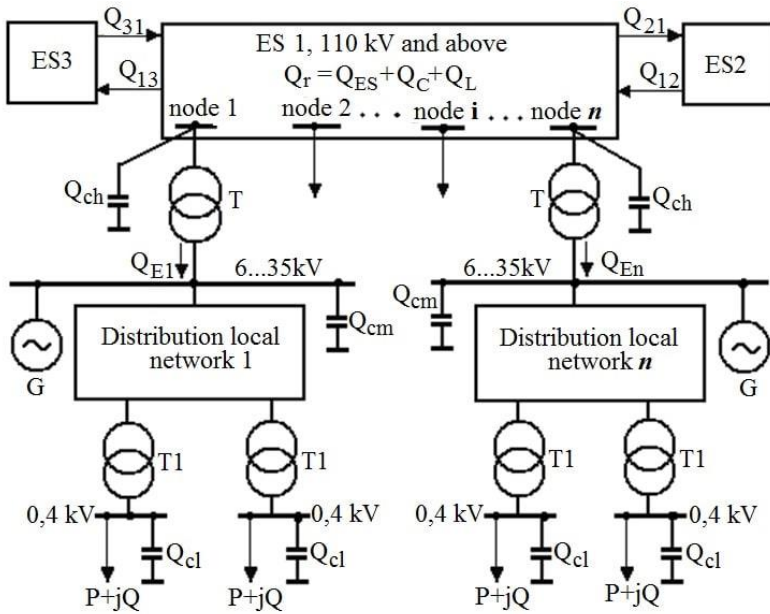 Q31
ES3
Q13
ES 1, 110 kV and above
Qr = QES+QC+QL
node 1
node 2 . . . node i . . . node n
Q21
ES2
Q12
Qch
T
T
Qch
QE1
6...35kV
6...35kV
QEn
Qcm
Qcm
G
Distribution local
network 1
Distribution local
network n
G
T1
T1
T1
T1
0,4 kV
0,4 kV
0,4 kV
0,4 kV
Qcl
Qcl
Qcl
Qcl
P+jQ
P+jQ
P+jQ
P+jQ